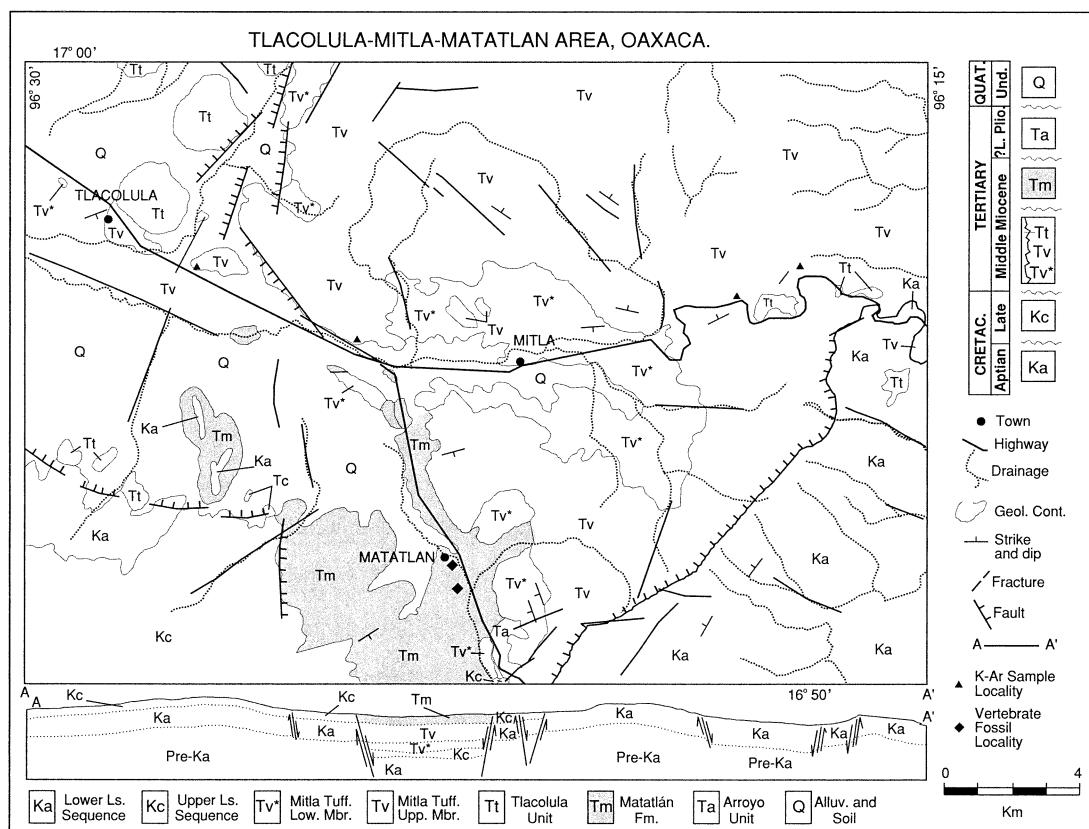 TLACOLULA-MITLA-MATATLAN AREA, OAXACA.
17° 00'
96° 30'
96° 15'
Tt
Tt
Tv*
Tv
Tt
Tv
Q
Q
Tv
TLACOLULA
Tv*
Tt
Tv
Tv*
Tv
Tv
Tv
Tv
Tv
Tv*
Tv*
Tv
Tt
Tt
Ka
MITLA
Q
Q
Tv*
Tv*
Ka
Tv
Tt
Ka
Tm
Ka
Tt
Tt
Tc
Ka
Q
Tm
Tv*
Ka
Tv*
Tv
MATATLAN
Tm
Tv*
Tv
Ka
Kc
Tm
Tv*
Ta
Kc
Ka
Ka
Ka
16° 50'
A
A'
A
Kc
Ka
Pre-Ka
Kc
Ka
Tm
Tv
Tv*
Kc
Ka
Kc
Ka
Ka
Pre-Ka
Ka
Pre-Ka
Ka
Ka
A'
QUAT.
Und.
Q
TERTIARY
?L. Plio.
Ta
Middle Miocene
Tm
Tt
Tv
Tv*
CRETAC.
Late
Kc
Aptian
Ka
Town
Highway
Drainage
Geol. Cont.
Strike
and dip
Fracture
Fault
A A'
K-Ar Sample
Locality
Vertebrate
Fossil
Locality
0 4
Km
Ka Lower Ls. Sequence
Kc Upper Ls. Sequence
Tv* Mitla Tuff. Low. Mbr.
Tv Mitla Tuff. Upp. Mbr.
Tt Tlacolula Unit
Tm Matatlán Fm.
Ta Arroyo Unit
Q Alluv. and Soil